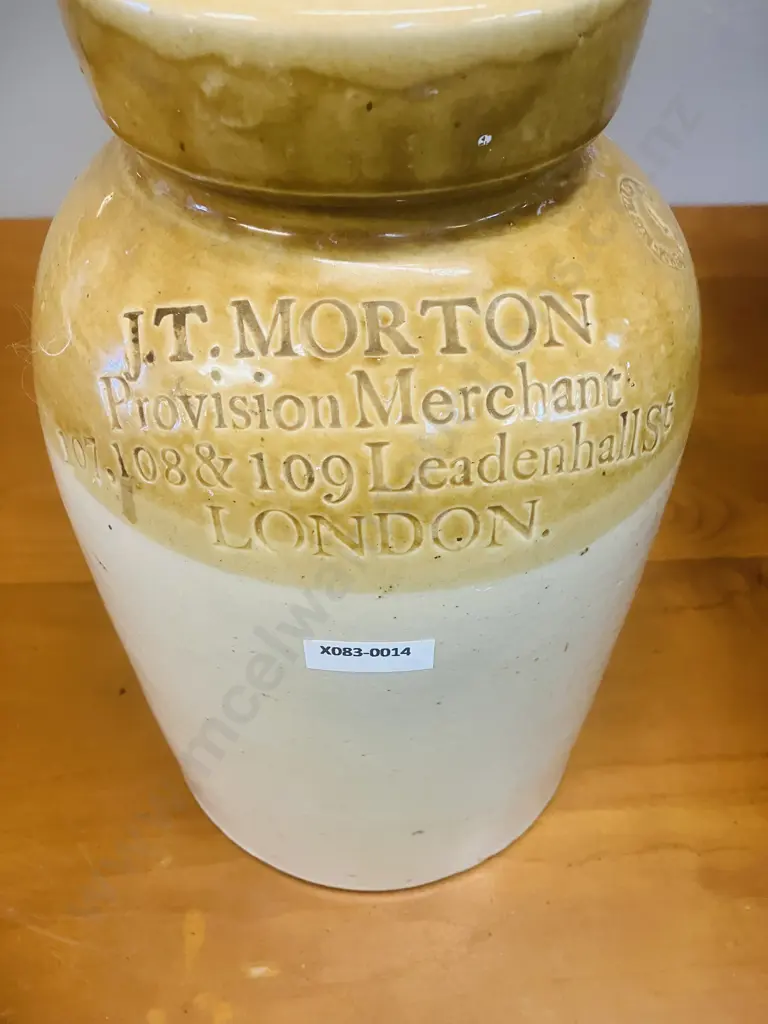 J.T. MORTON
Provision Merchant
107, 108 & 109 Leadenhall St
LONDON.
X083-0014